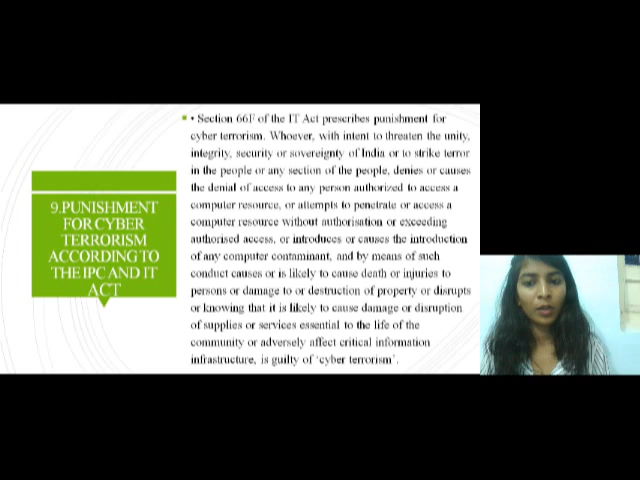 9.PUNISHMENT
FOR CYBER
TERRORISM
ACCORDING TO
THE IPC AND IT
ACT
• Section 66F of the IT Act prescribes punishment for
cyber terrorism. Whoever, with intent to threaten the unity,
integrity, security or sovereignty of India or to strike terror
in the people or any section of the people, denies or causes
the denial of access to any person authorized to access a
computer resource, or attempts to penetrate or access a
computer resource without authorisation or exceeding
authorised access, or introduces or causes the introduction
of any computer contaminant, and by means of such
conduct causes or is likely to cause death or injuries to
persons or damage to or destruction of property or disrupts
or knowing that it is likely to cause damage or disruption
of supplies or services essential to the life of the
community or adversely affect critical information
infrastructure, is guilty of ‘cyber terrorism’.